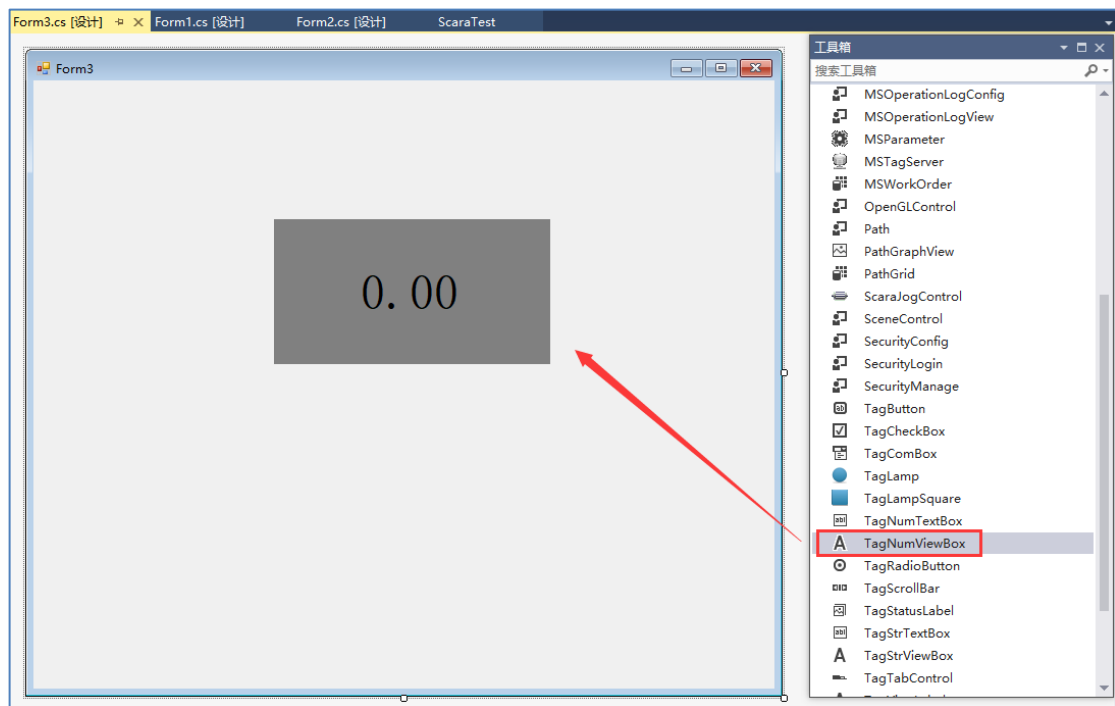 Form3.cs [设计] Form1.cs [设计] Form2.cs [设计] ScaraTest
Form3
0.00
工具箱
搜索工具箱
MSOperationLogConfig
MSOperationLogView
MSParameter
MSTagServer
MSWorkOrder
OpenGLControl
Path
PathGraphView
PathGrid
ScaraJogControl
SceneControl
SecurityConfig
SecurityLogin
SecurityManage
TagButton
TagCheckBox
TagComBox
TagLamp
TagLampSquare
TagNumTextBox
TagNumViewBox
TagRadioButton
TagScrollBar
TagStatusLabel
TagStrTextBox
TagStrViewBox
TagTabControl